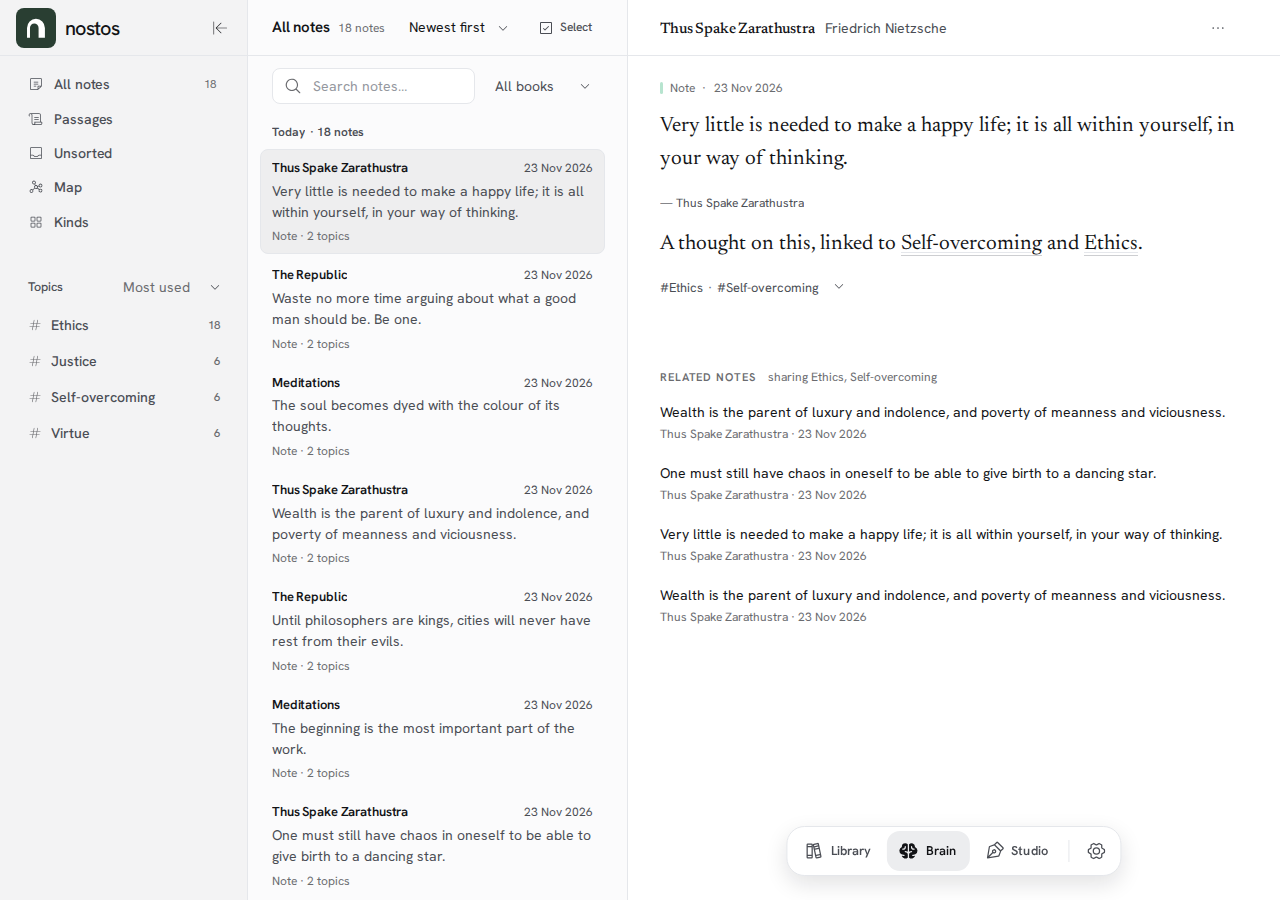 nostos
All notes 18
Passages
Unsorted
Map
Kinds
Topics Most used
# Ethics 18
# Justice 6
# Self-overcoming 6
# Virtue 6
All notes 18 notes Newest first Select
Search notes...
All books
Today · 18 notes
Thus Spake Zarathustra 23 Nov 2026
Very little is needed to make a happy life; it is all
within yourself, in your way of thinking.
Note · 2 topics
The Republic 23 Nov 2026
Waste no more time arguing about what a good
man should be. Be one.
Note · 2 topics
Meditations 23 Nov 2026
The soul becomes dyed with the colour of its
thoughts.
Note · 2 topics
Thus Spake Zarathustra 23 Nov 2026
Wealth is the parent of luxury and indolence, and
poverty of meanness and viciousness.
Note · 2 topics
The Republic 23 Nov 2026
Until philosophers are kings, cities will never have
rest from their evils.
Note · 2 topics
Meditations 23 Nov 2026
The beginning is the most important part of the
work.
Note · 2 topics
Thus Spake Zarathustra 23 Nov 2026
One must still have chaos in oneself to be able to
give birth to a dancing star.
Note · 2 topics
Thus Spake Zarathustra Friedrich Nietzsche ...
Note · 23 Nov 2026
Very little is needed to make a happy life; it is all within yourself, in
your way of thinking.
— Thus Spake Zarathustra
A thought on this, linked to Self-overcoming and Ethics.
#Ethics · #Self-overcoming
RELATED NOTES sharing Ethics, Self-overcoming
Wealth is the parent of luxury and indolence, and poverty of meanness and viciousness.
Thus Spake Zarathustra · 23 Nov 2026
One must still have chaos in oneself to be able to give birth to a dancing star.
Thus Spake Zarathustra · 23 Nov 2026
Very little is needed to make a happy life; it is all within yourself, in your way of thinking.
Thus Spake Zarathustra · 23 Nov 2026
Wealth is the parent of luxury and indolence, and poverty of meanness and viciousness.
Thus Spake Zarathustra · 23 Nov 2026
Library Brain Studio